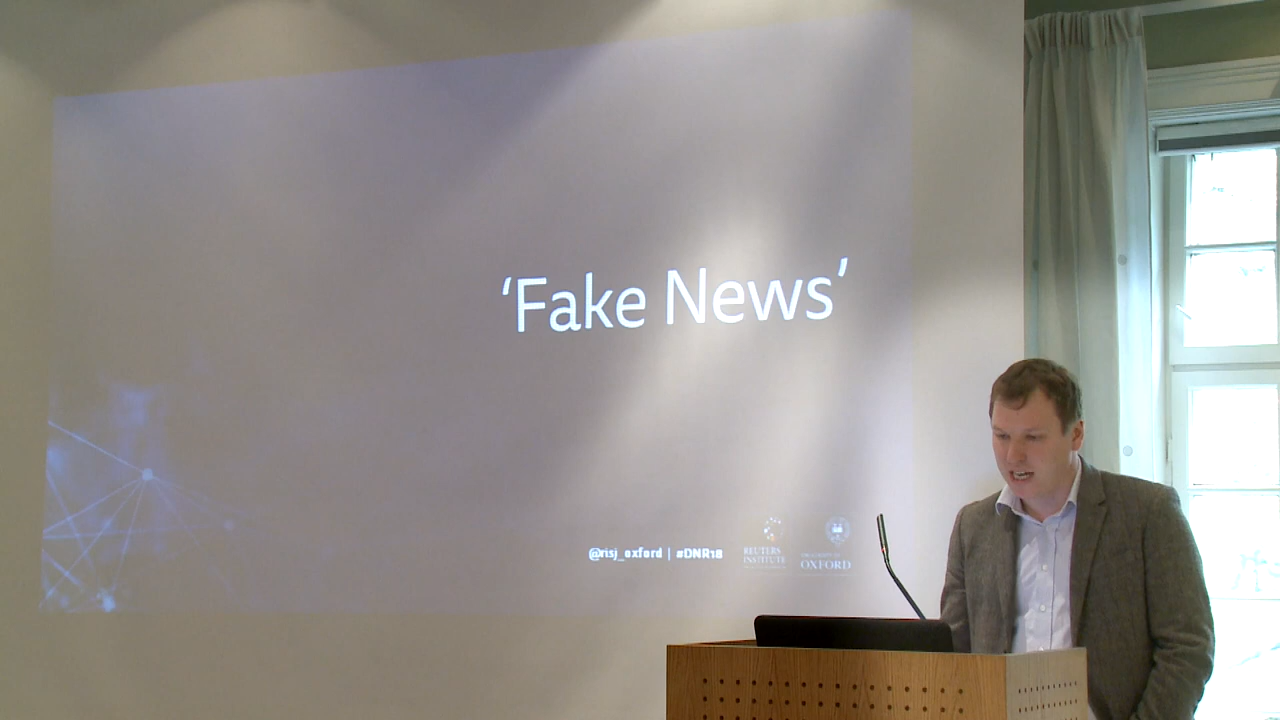 ‘Fake News’
@risj_oxford | #DNR18
REUTERS
INSTITUTE
OXFORD